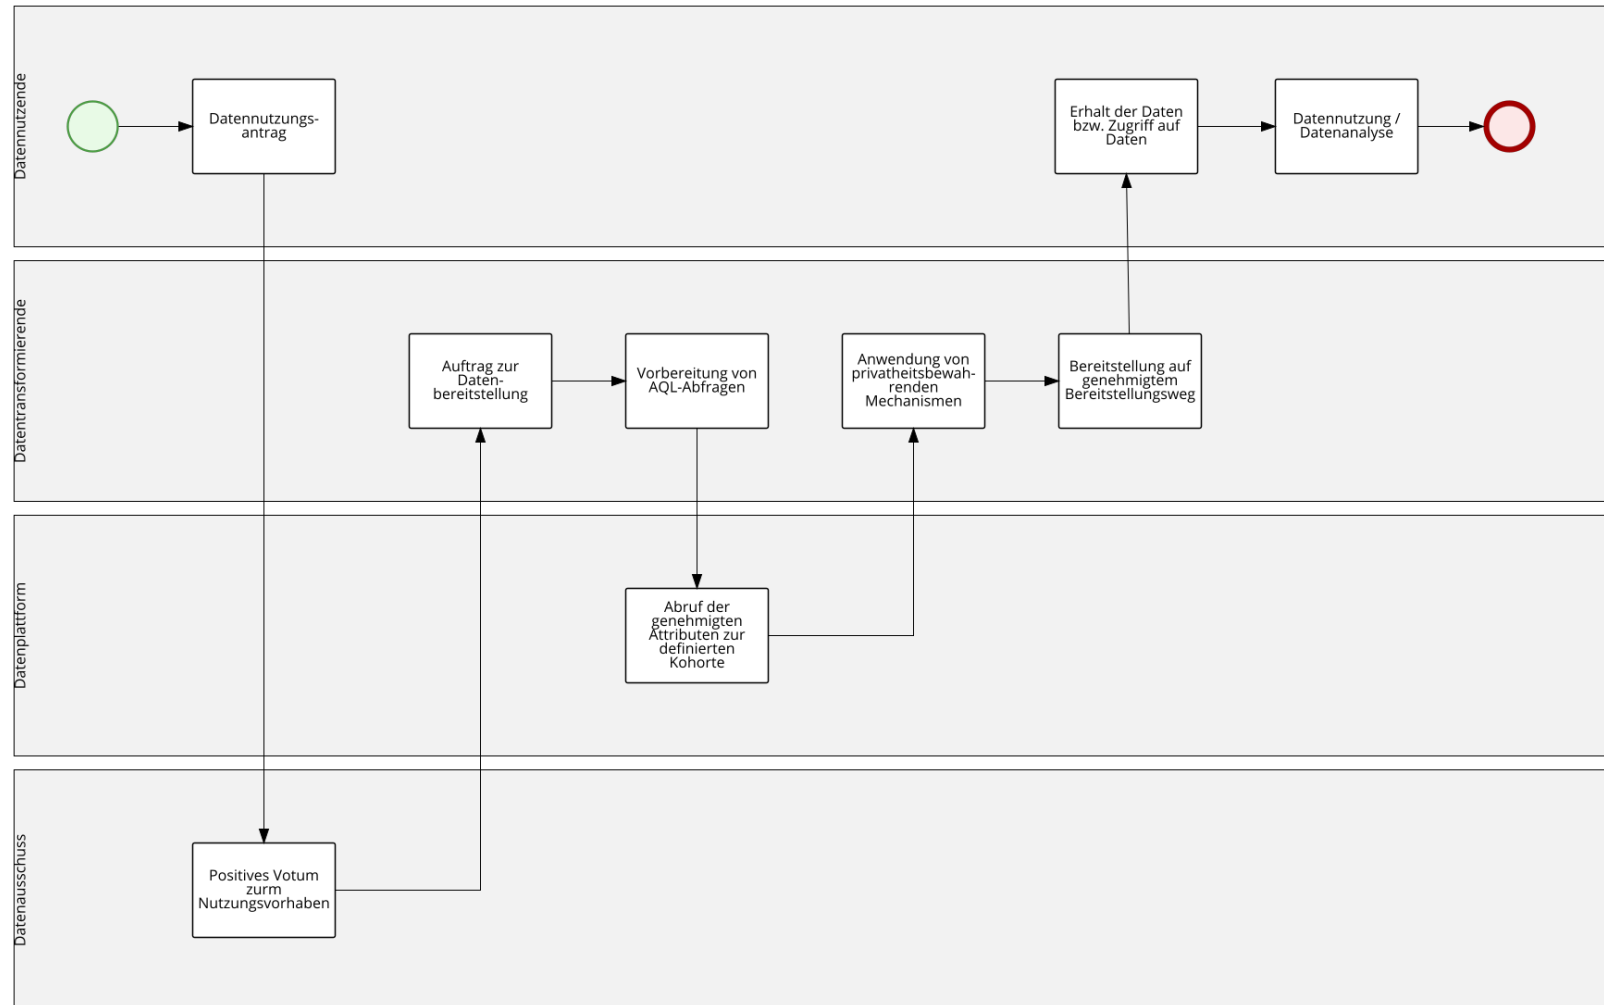 Datennutzende
Datennutzungs-
antrag
Erhalt der Daten
bzw. Zugriff auf
Daten
Datennutzung /
Datenanalyse
Datentransformierende
Auftrag zur
Daten-
bereitstellung
Vorbereitung von
AQL-Abfragen
Anwendung von
privatheitsbewah-
renden
Mechanismen
Bereitstellung auf
genehmigtem
Bereitstellungsweg
Datenplattform
Abruf der
genehmigten
Attributen zur
definierten
Kohorte
Datenausschuss
Positives Votum
zurm
Nutzungsvorhaben